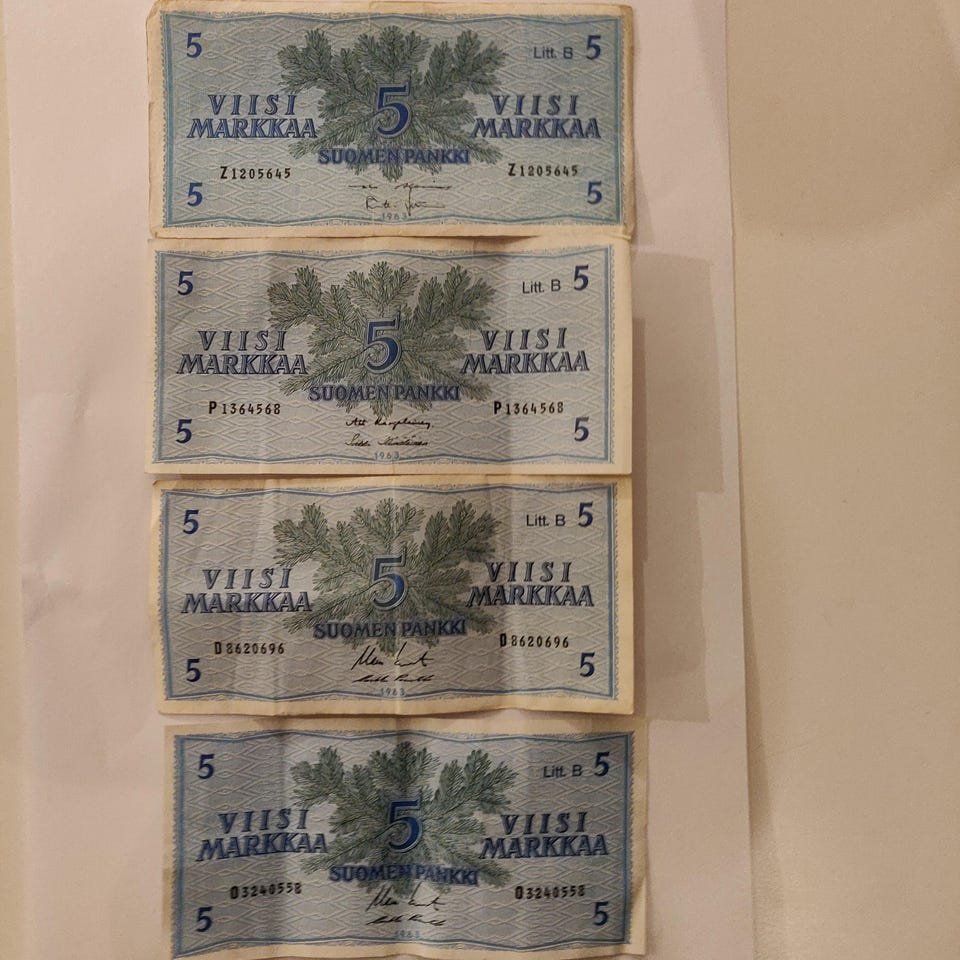 5 Litt. B 5
VIISI 5 VIISI
MARKKAA MARKKAA
SUOMEN PANKKI
Z1205645 Z1205645
5 5
1963
5 Litt. B 5
VIISI 5 VIISI
MARKKAA MARKKAA
SUOMEN PANKKI
P1364568 P1364568
5 5
1963
5 Litt. B 5
VIISI 5 VIISI
MARKKAA MARKKAA
SUOMEN PANKKI
O8620696 O8620696
5 5
1963
5 Litt. B 5
VIISI 5 VIISI
MARKKAA MARKKAA
SUOMEN PANKKI
O3240558 O3240558
5 5
1963